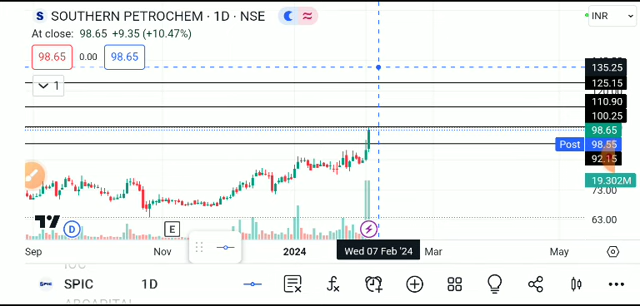 S SOUTHERN PETROCHEM · 1D · NSE
INR
At close: 98.65 +9.35 (+10.47%)
98.65 0.00 98.65
1
135.25
125.15
110.90
100.25
98.65
Post 98.55
92.15
19.302M
73.00
63.00
D E
Sep Nov 2024 Wed 07 Feb '24 Mar May
SPIC SPIC 1D